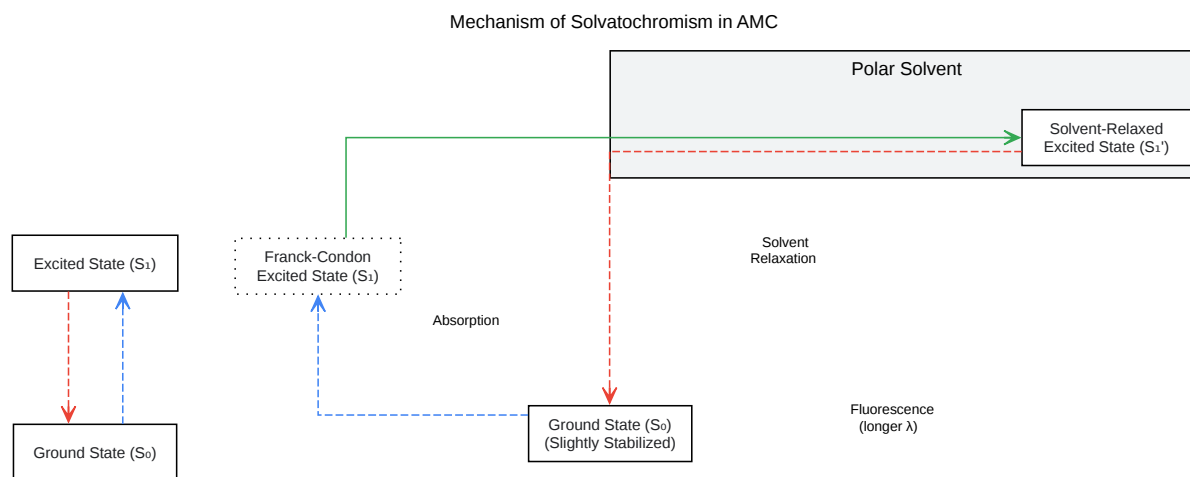 Mechanism of Solvatochromism in AMC
Polar Solvent
Solvent-Relaxed
Excited State (S₁')
Excited State (S₁)
Franck-Condon
Excited State (S₁)
Solvent
Relaxation
Absorption
Ground State (S₀)
Ground State (S₀)
(Slightly Stabilized)
Fluorescence
(longer λ)